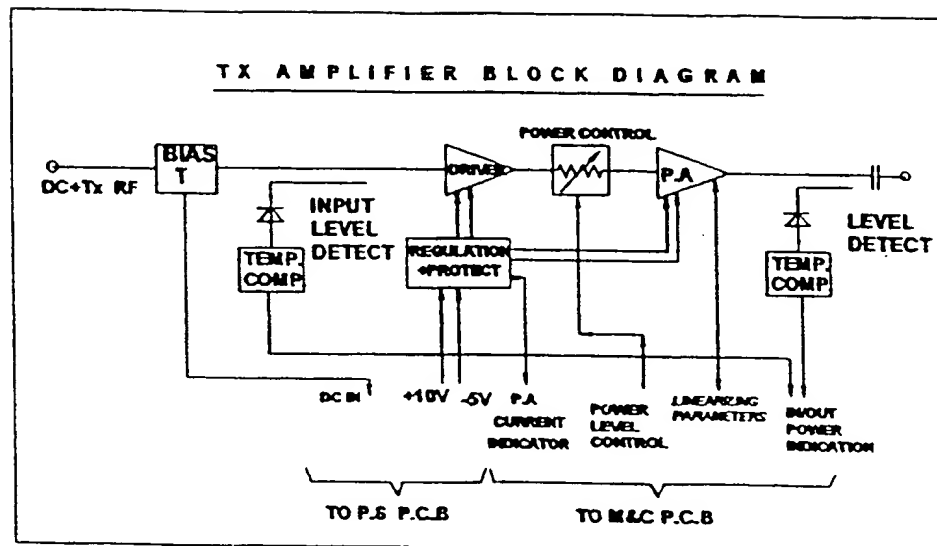 TX AMPLIFIER BLOCK DIAGRAM
POWER CONTROL
BIAS
T
DRIVER
P.A
DC+Tx RF
INPUT
LEVEL
DETECT
LEVEL
DETECT
TEMP.
COMP
REGULATION
+PROTECT
TEMP.
COMP
DC IN
+10V
-5V
P.A
CURRENT
INDICATOR
POWER
LEVEL
CONTROL
LINEARIZING
PARAMETERS
IN/OUT
POWER
INDICATION
TO P.S P.C.B
TO M&C P.C.B